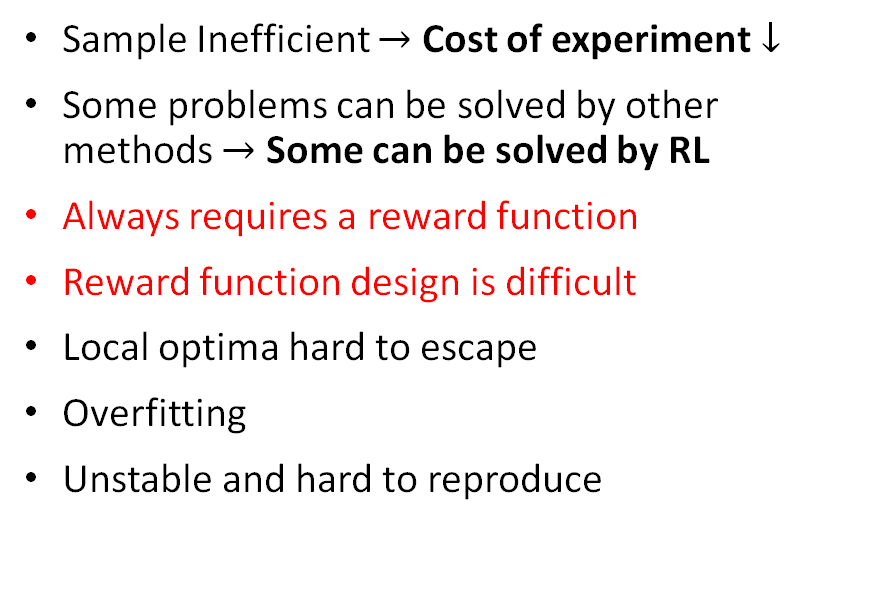 • Sample Inefficient → Cost of experiment ↓
• Some problems can be solved by other
methods → Some can be solved by RL
• Always requires a reward function
• Reward function design is difficult
• Local optima hard to escape
• Overfitting
• Unstable and hard to reproduce